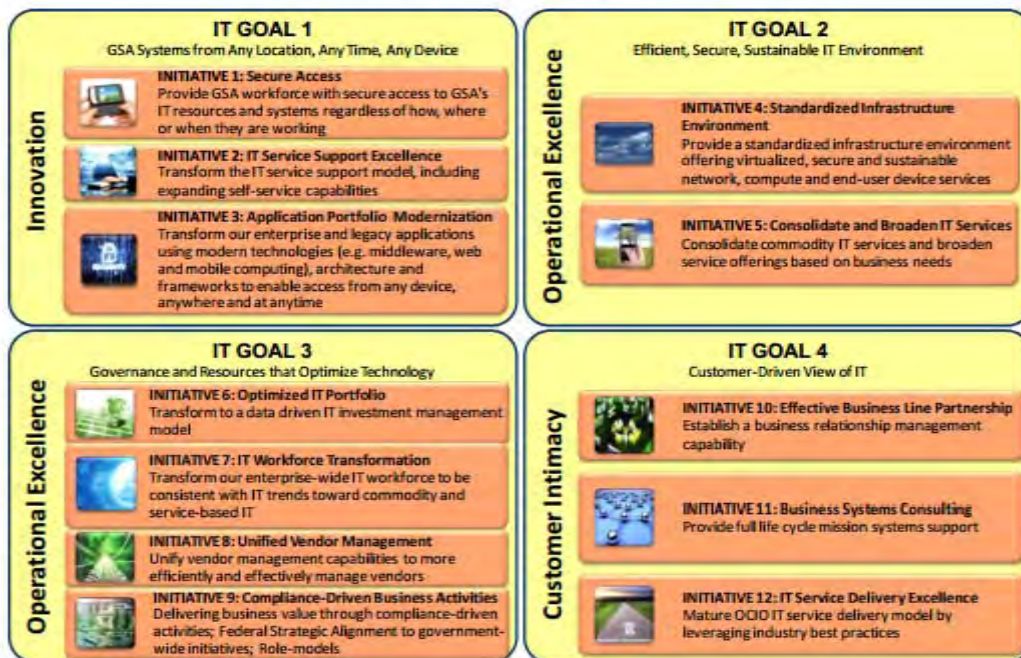 Innovation
IT GOAL 1
GSA Systems from Any Location, Any Time, Any Device
INITIATIVE 1: Secure Access
Provide GSA workforce with secure access to GSA's
IT resources and systems regardless of how, where
or when they are working
INITIATIVE 2: IT Service Support Excellence
Transform the IT service support model, including
expanding self-service capabilities
INITIATIVE 3: Application Portfolio Modernization
Transform our enterprise and legacy applications
using modern technologies (e.g. middleware, web
and mobile computing), architecture and
frameworks to enable access from any device,
anywhere and at anytime
Operational Excellence
IT GOAL 2
Efficient, Secure, Sustainable IT Environment
INITIATIVE 4: Standardized Infrastructure
Environment
Provide a standardized infrastructure environment
offering virtualized, secure and sustainable
network, compute and end-user device services
INITIATIVE 5: Consolidate and Broaden IT Services
Consolidate commodity IT services and broaden
service offerings based on business needs
Operational Excellence
IT GOAL 3
Governance and Resources that Optimize Technology
INITIATIVE 6: Optimized IT Portfolio
Transform to a data driven IT investment management
model
INITIATIVE 7: IT Workforce Transformation
Transform our enterprise-wide IT workforce to be
consistent with IT trends toward commodity and
service-based IT
INITIATIVE 8: Unified Vendor Management
Unify vendor management capabilities to more
efficiently and effectively manage vendors
INITIATIVE 9: Compliance-Driven Business Activities
Delivering business value through compliance-driven
activities; Federal Strategic Alignment to government-
wide initiatives; Role-models
Customer Intimacy
IT GOAL 4
Customer-Driven View of IT
INITIATIVE 10: Effective Business Line Partnership
Establish a business relationship management
capability
INITIATIVE 11: Business Systems Consulting
Provide full life cycle mission systems support
INITIATIVE 12: IT Service Delivery Excellence
Mature OCIO IT service delivery model by
leveraging industry best practices